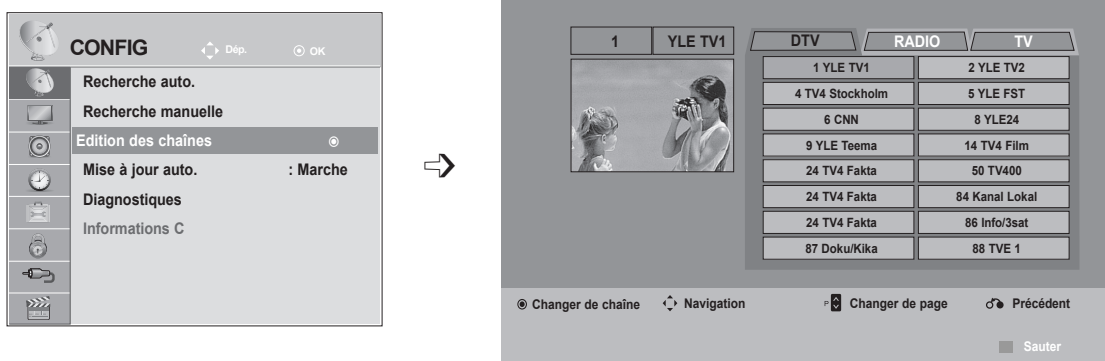 CONFIG
Dép.
OK
Recherche auto.
Recherche manuelle
Edition des chaînes
Mise à jour auto. : Marche
Diagnostiques
Informations C
1 YLE TV1
DTV RADIO TV
1 YLE TV1 2 YLE TV2
4 TV4 Stockholm 5 YLE FST
6 CNN 8 YLE24
9 YLE Teema 14 TV4 Film
24 TV4 Fakta 50 TV400
24 TV4 Fakta 84 Kanal Lokal
24 TV4 Fakta 86 Info/3sat
87 Doku/Kika 88 TVE 1
Changer de chaîne Navigation P Changer de page Précédent
Sauter